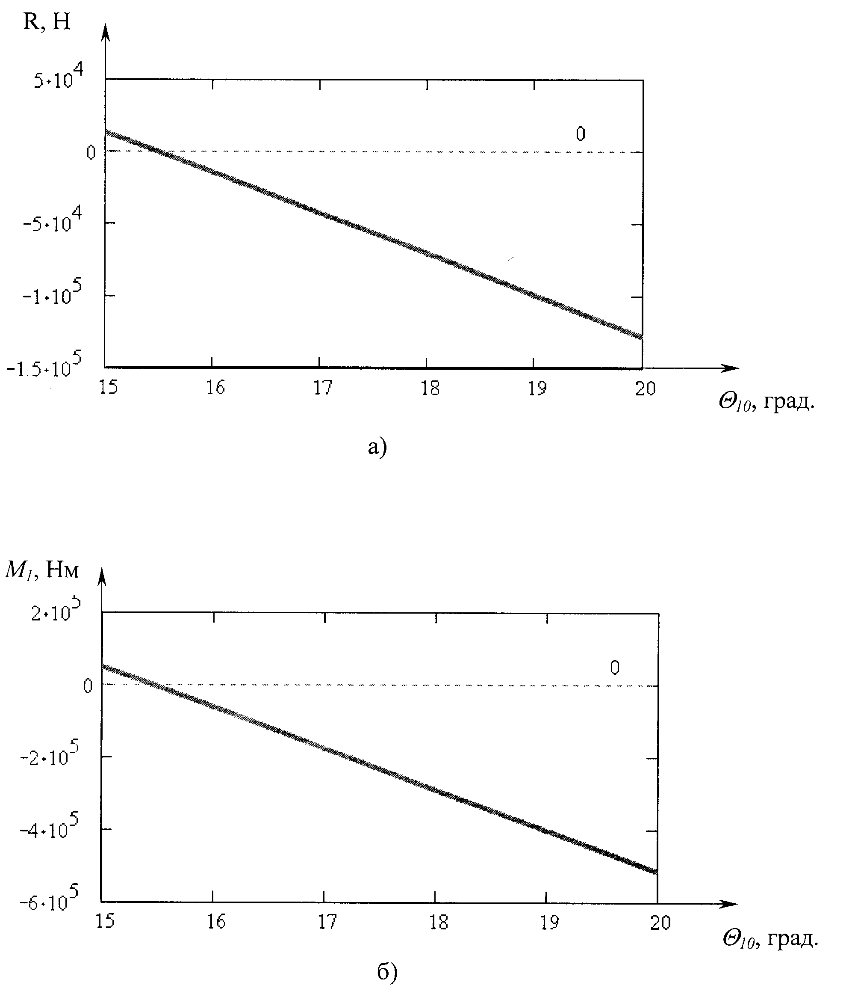 R, Н
5·10⁴
0
0
-5·10⁴
-1·10⁵
-1.5·10⁵
15 16 17 18 19 20
Θ₁₀, град.
а)
M₁, Нм
2·10⁵
0
0
-2·10⁵
-4·10⁵
-6·10⁵
15 16 17 18 19 20
Θ₁₀, град.
б)